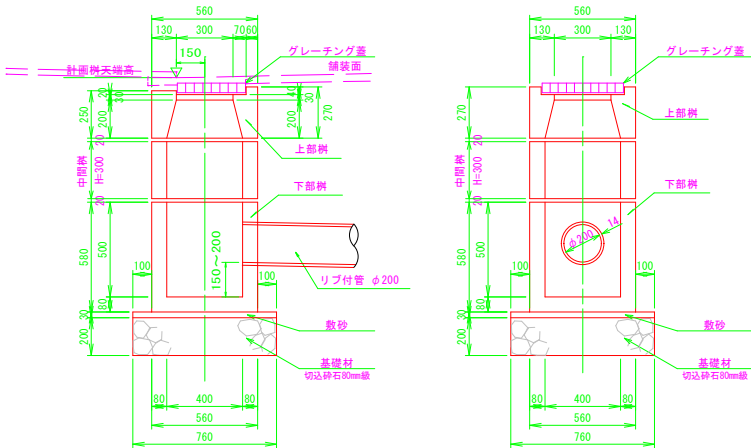 560
130 300 70 60
150
グレーチング蓋
計画桝天端高
舗装面
20
30
40
30
250
200
200
270
上部桝
20
中間桝
H=300
20
下部桝
580
500
150～200
リブ付管 φ200
100
100
80
30
200
敷砂
基礎材
切込砕石80mm級
80 400 80
560
760
560
130 300 130
グレーチング蓋
270
上部桝
20
中間桝
H=300
20
下部桝
14
φ200
580
500
100
100
80
30
200
敷砂
基礎材
切込砕石80mm級
80 400 80
560
760